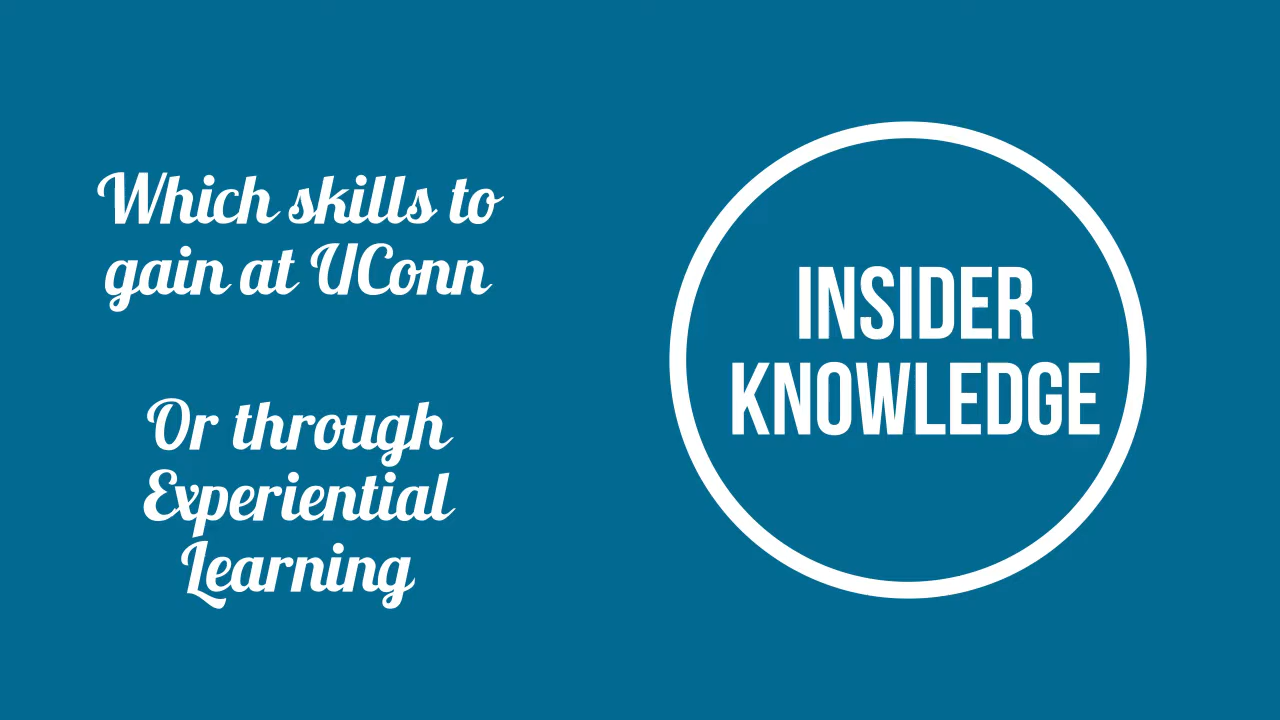 Which skills to
gain at UConn
Or through
Experiential
Learning
INSIDER
KNOWLEDGE